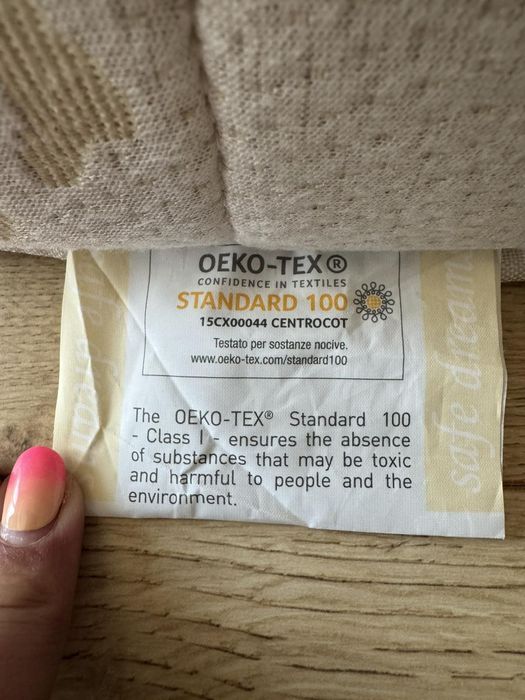 OEKO-TEX®
CONFIDENCE IN TEXTILES
STANDARD 100
15CX00044 CENTROCOT
Testato per sostanze nocive.
www.oeko-tex.com/standard100
The OEKO-TEX® Standard 100
- Class I - ensures the absence
of substances that may be toxic
and harmful to people and the
environment.
safe dream